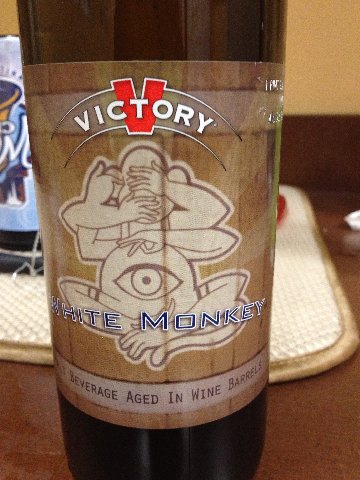 VICTORY
WHITE MONKEY
BEVERAGE AGED IN WINE BARRELS